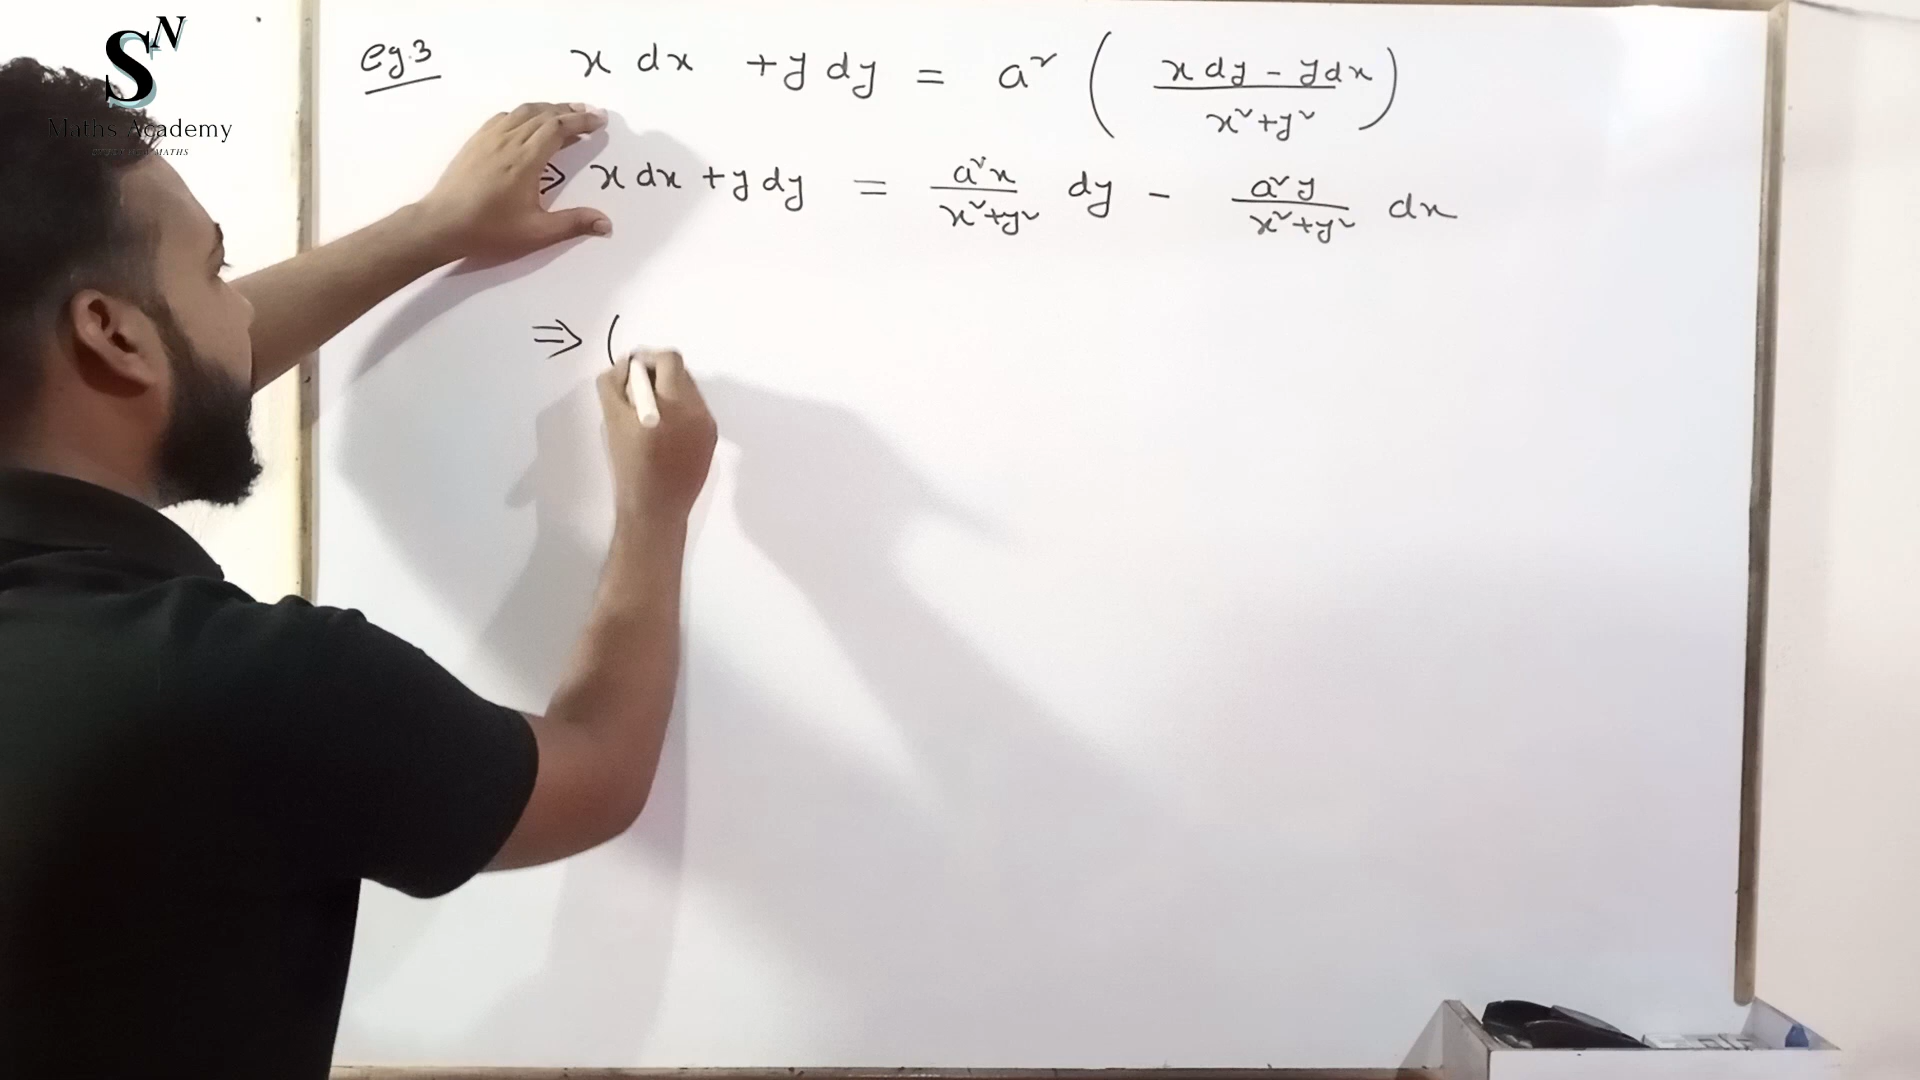 SN
Maths Academy
eg.3 x dx + y dy = a² ( (x dy - y dx) / (x²+y²) )
⇒ x dx + y dy = (a²x / (x²+y²)) dy - (a²y / (x²+y²)) dx
⇒ (